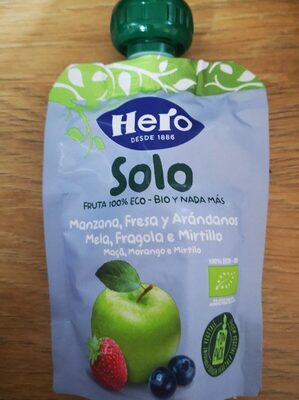 Hero
DESDE 1886
Solo
FRUTA 100% ECO - BIO Y NADA MÁS
Manzana, Fresa y Arándanos
Mela, Fragola e Mirtillo
Maçã, Morango e Mirtilo
100% ECO-BIO